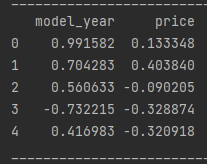 ------------------------
model_year price
0 0.991582 0.133348
1 0.704283 0.403840
2 0.560633 -0.090205
3 -0.732215 -0.328874
4 0.416983 -0.320918
------------------------